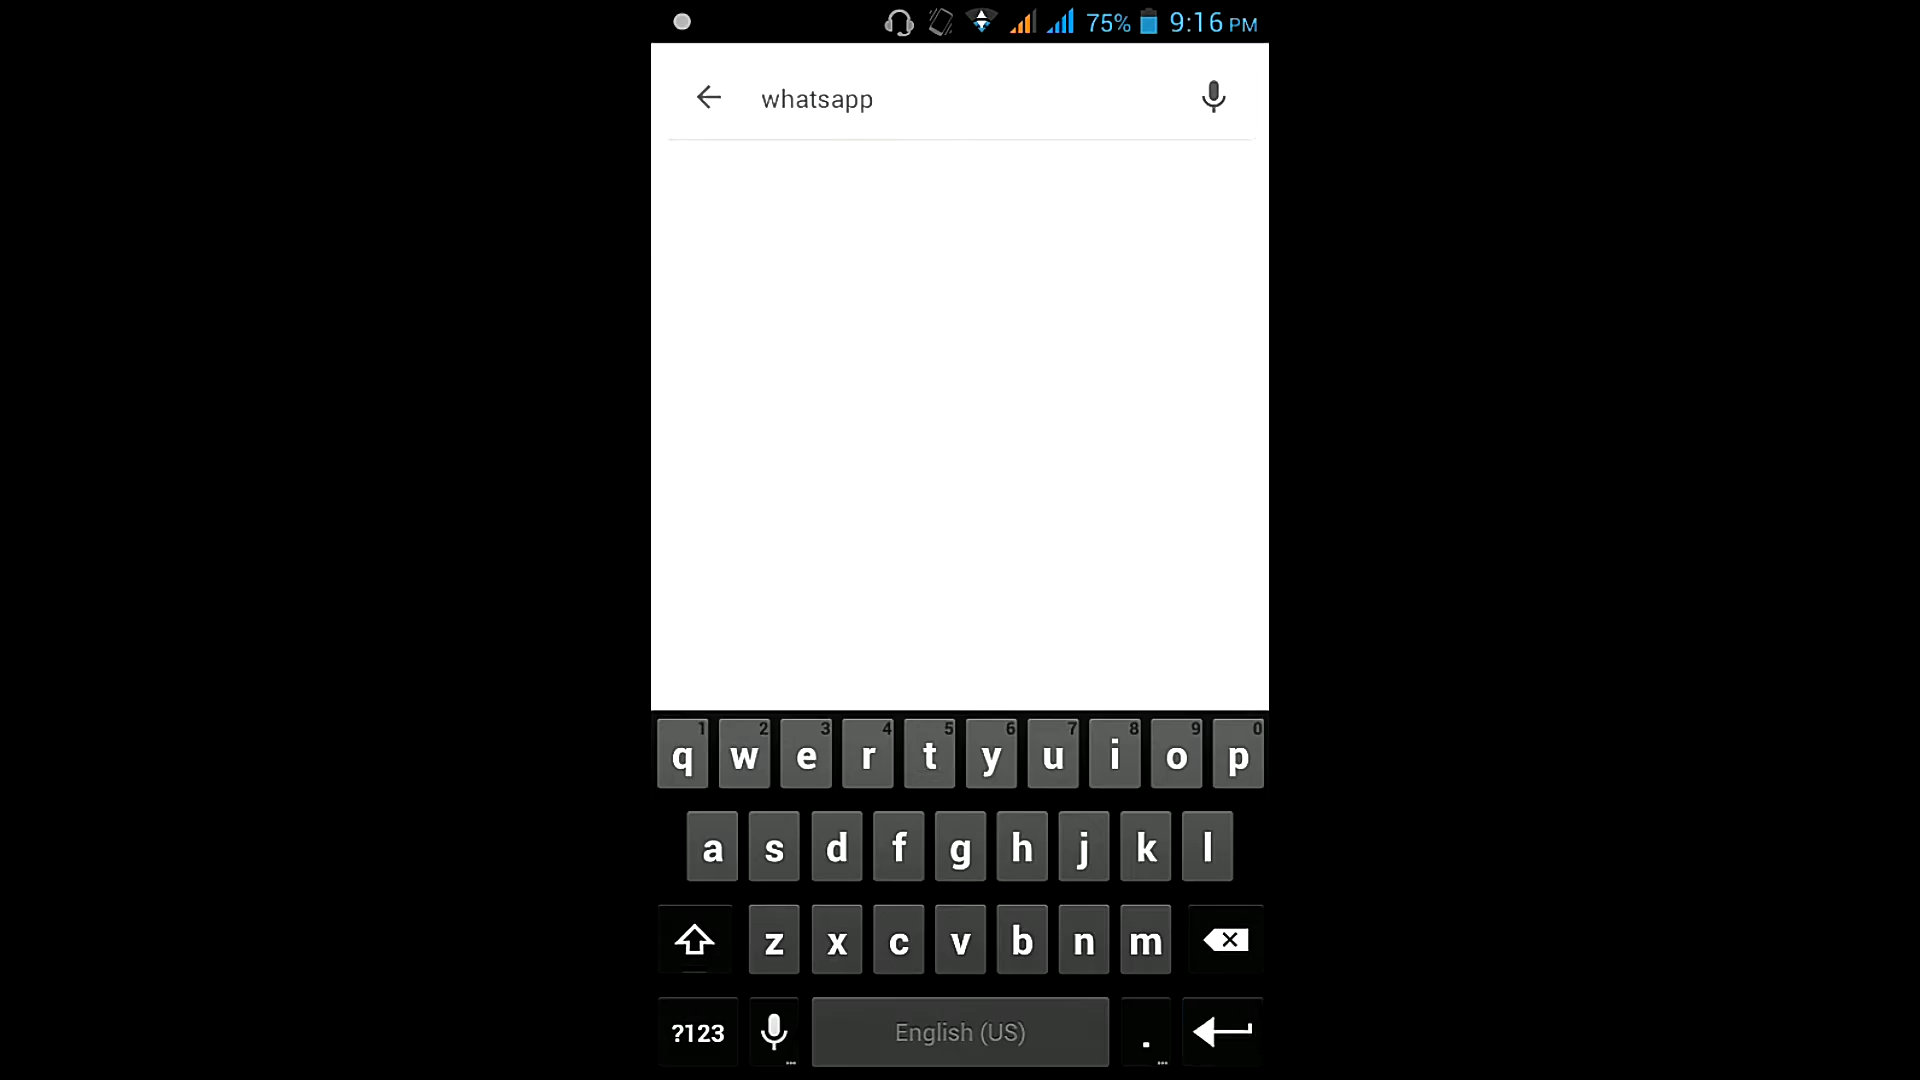 75% 9:16 PM
whatsapp
1 2 3 4 5 6 7 8 9 0
q w e r t y u i o p
a s d f g h j k l
z x c v b n m
?123 English (US) .